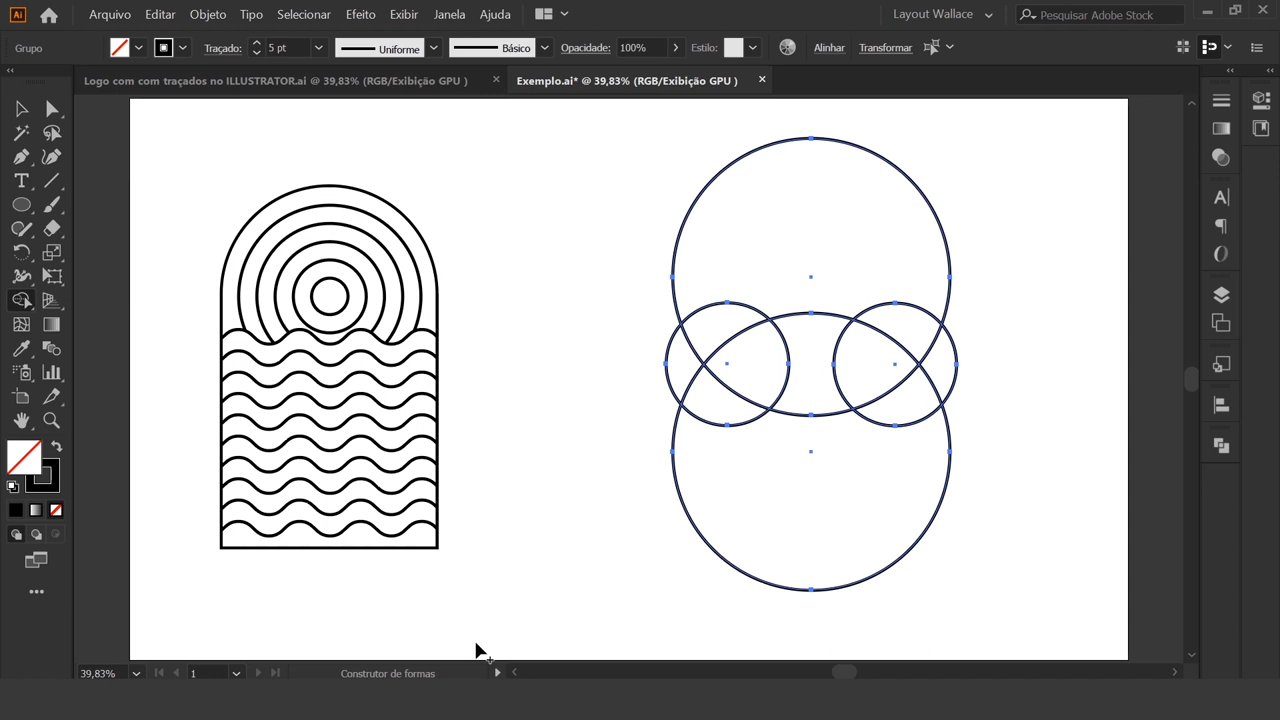 Ai
Arquivo Editar Objeto Tipo Selecionar Efeito Exibir Janela Ajuda
Layout Wallace
Pesquisar Adobe Stock
Grupo
Traçado: 5 pt
Uniforme
Básico
Opacidade: 100%
Estilo:
Alinhar Transformar
Logo com com traçados no ILLUSTRATOR.ai @ 39,83% (RGB/Exibição GPU )
Exemplo.ai* @ 39,83% (RGB/Exibição GPU )
39,83%
1
Construtor de formas